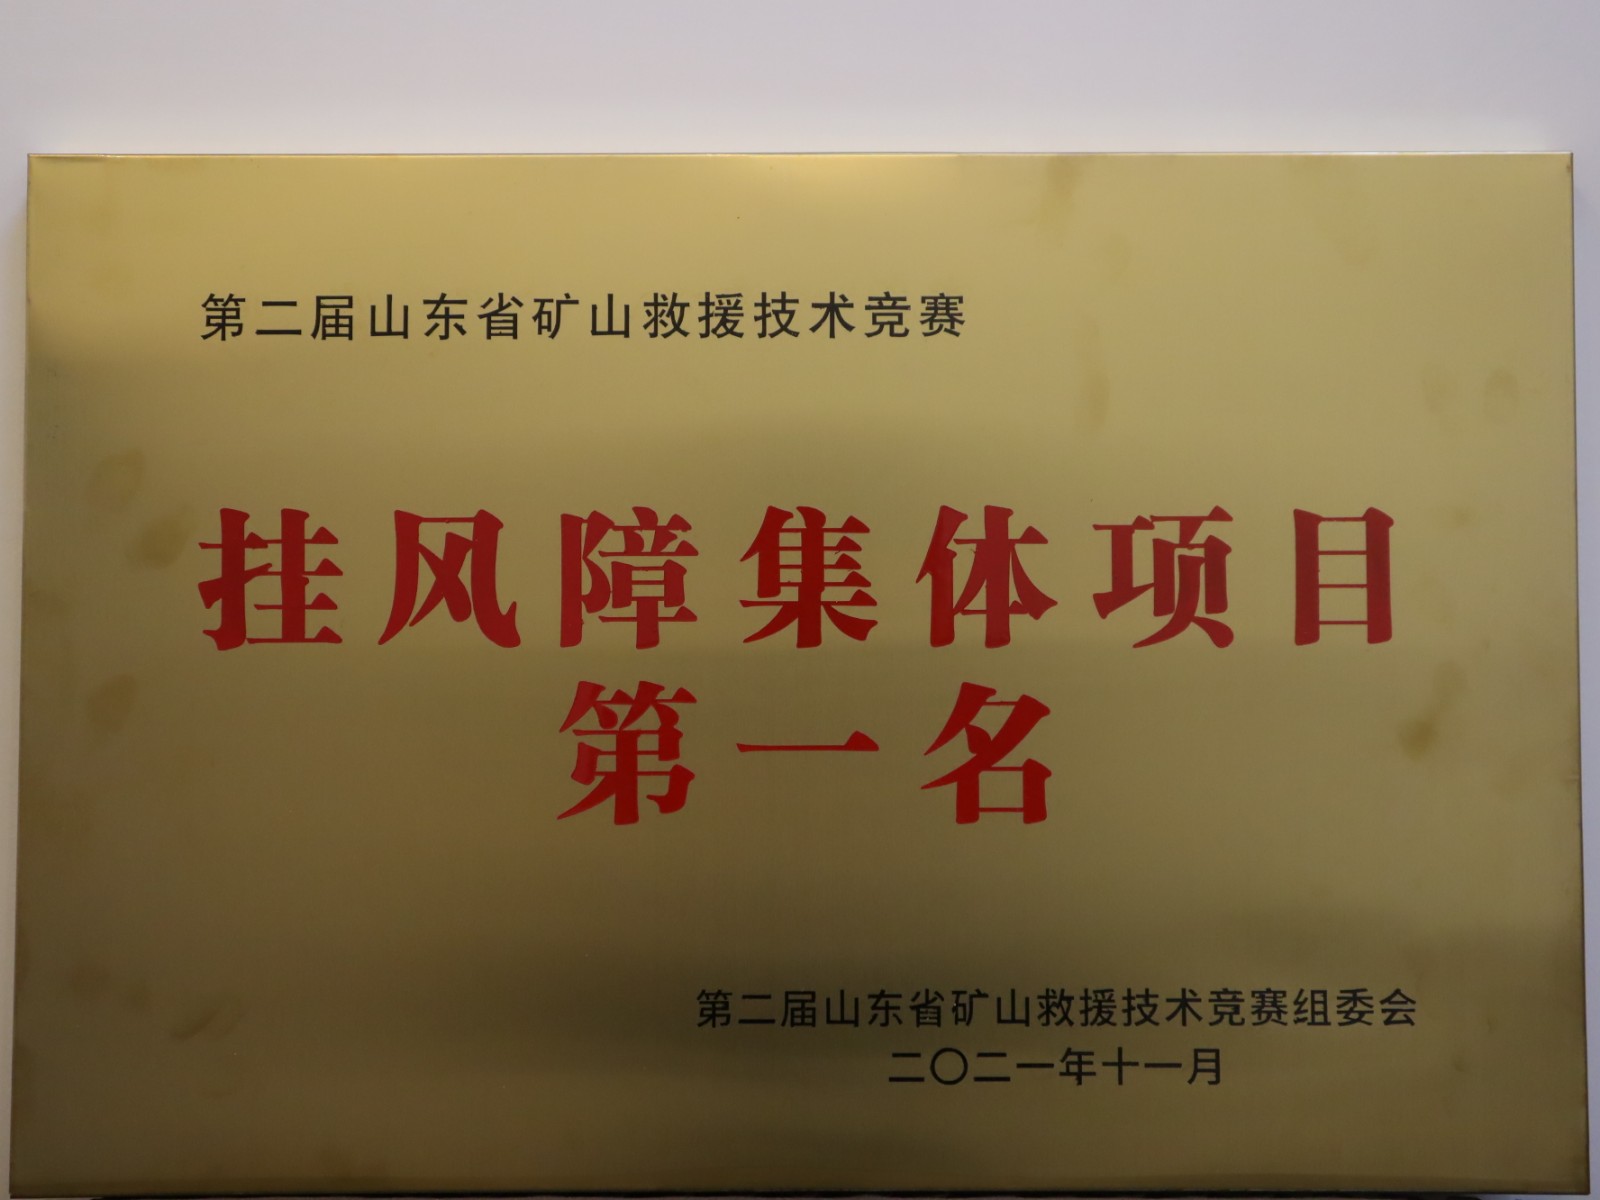 第二届山东省矿山救援技术竞赛
挂风障集体项目
第一名
第二届山东省矿山救援技术竞赛组委会
二〇二一年十一月